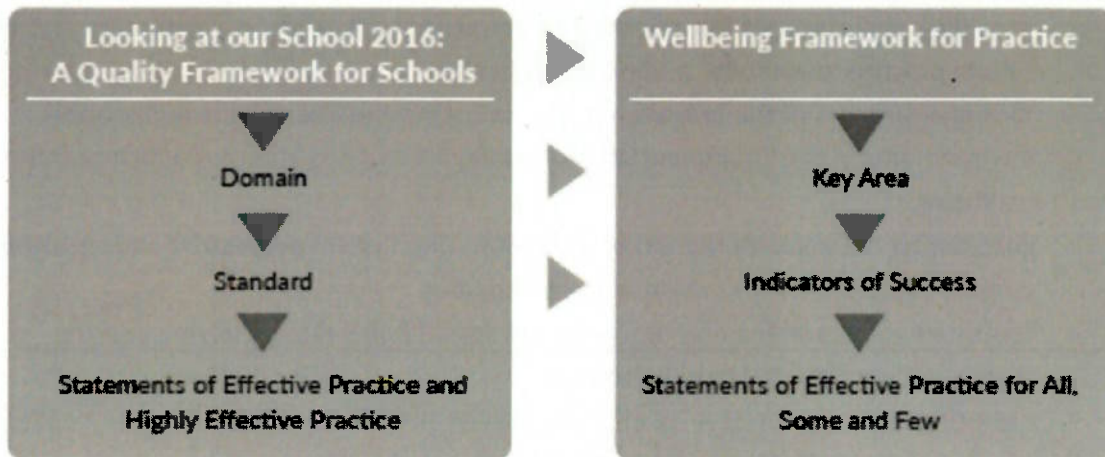 Looking at our School 2016:
A Quality Framework for Schools
Domain
Standard
Statements of Effective Practice and
Highly Effective Practice
Wellbeing Framework for Practice
Key Area
Indicators of Success
Statements of Effective Practice for All,
Some and Few